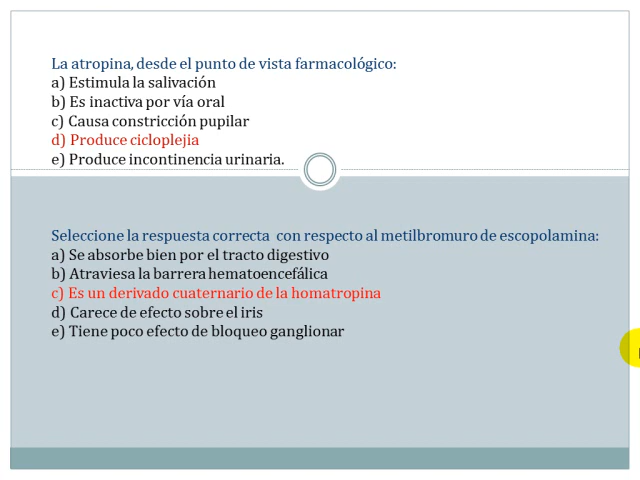 La atropina, desde el punto de vista farmacológico:
a) Estimula la salivación
b) Es inactiva por vía oral
c) Causa constricción pupilar
d) Produce cicloplejia
e) Produce incontinencia urinaria.
Seleccione la respuesta correcta con respecto al metilbromuro de escopolamina:
a) Se absorbe bien por el tracto digestivo
b) Atraviesa la barrera hematoencefálica
c) Es un derivado cuaternario de la homatropina
d) Carece de efecto sobre el iris
e) Tiene poco efecto de bloqueo ganglionar